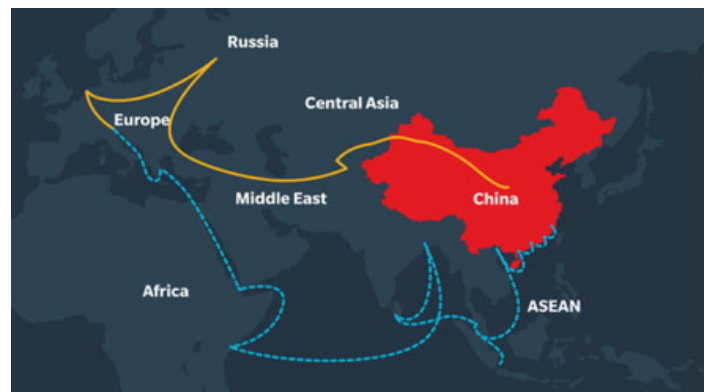 Russia
Central Asia
Europe
Middle East
China
Africa
ASEAN